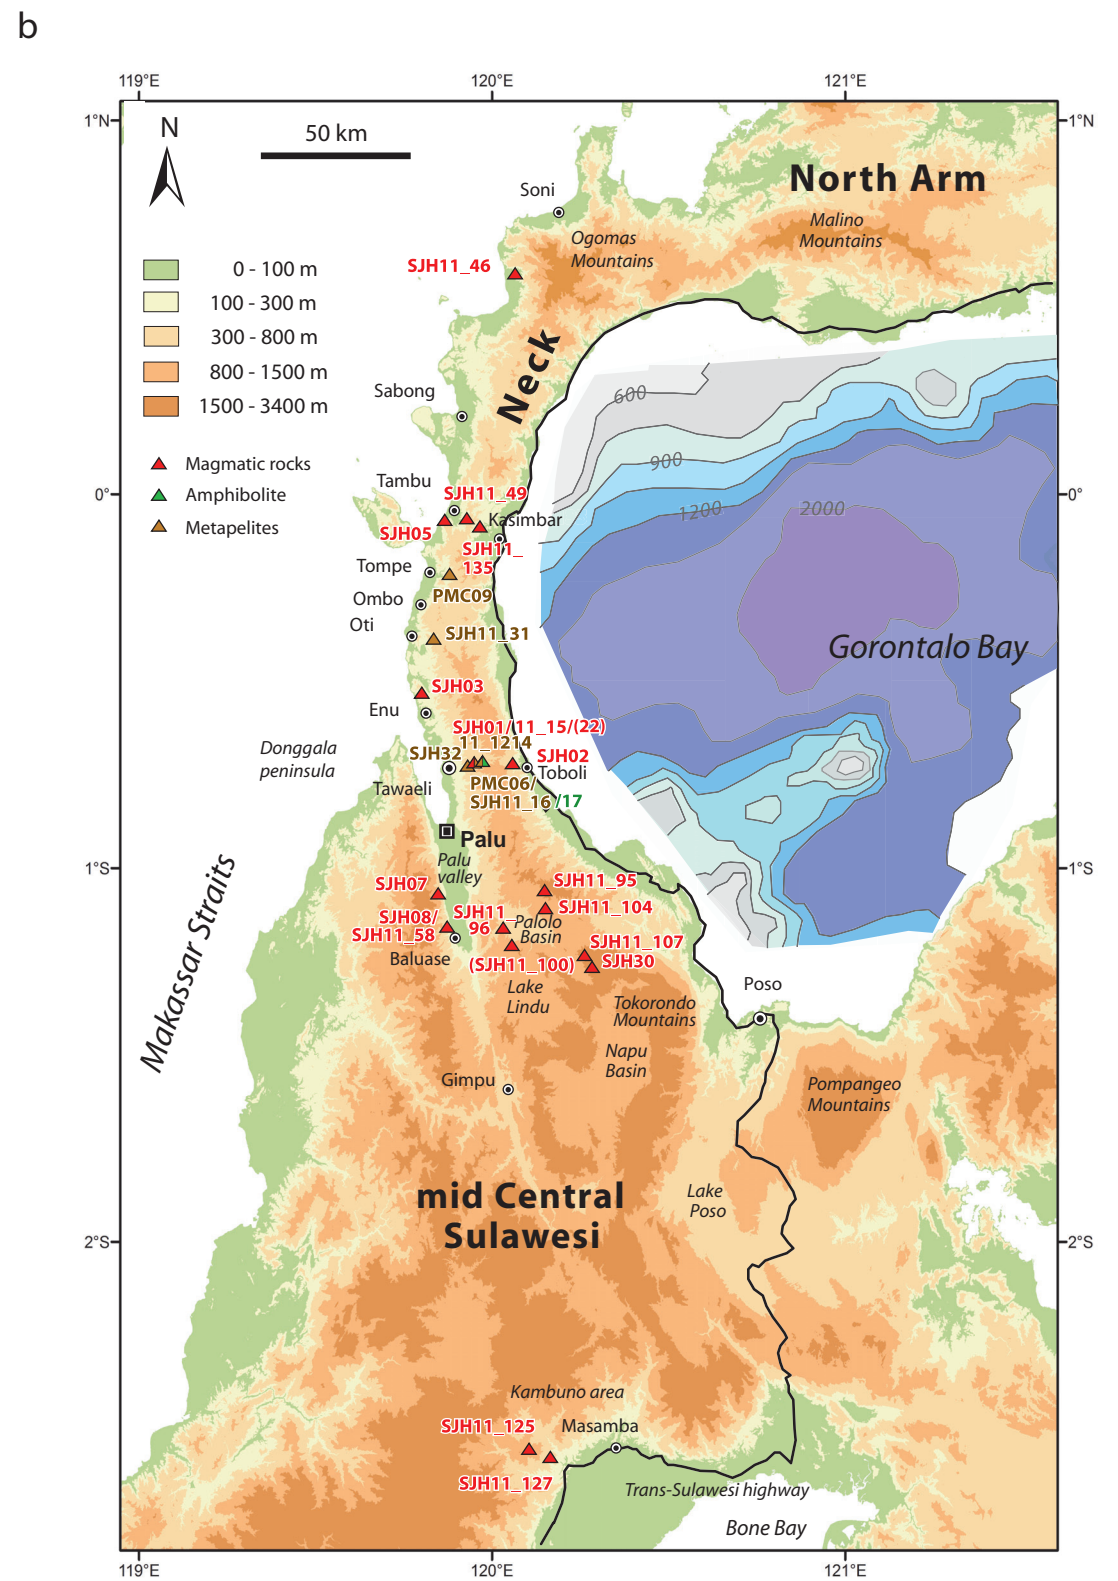 b
119°E
120°E
121°E
1°N
1°N
N
50 km
North Arm
Soni
Malino
Mountains
Ogomas
Mountains
SJH11_46
0 - 100 m
100 - 300 m
300 - 800 m
800 - 1500 m
1500 - 3400 m
Neck
Sabong
600
900
1200
2000
Magmatic rocks
Amphibolite
Metapelites
Tambu
SJH11_49
0°
0°
SJH05
Kasimbar
SJH11_
135
Tompe
PMC09
Ombo
Oti
SJH11_31
Gorontalo Bay
SJH03
Enu
SJH01/11_15/(22)
11_1214
SJH32
SJH02
Toboli
Donggala
peninsula
Tawaeli
PMC06/
SJH11_16 /17
Palu
Palu
valley
1°S
1°S
Makassar Straits
SJH07
SJH11_95
SJH11_104
SJH08/
SJH11_58
SJH11_
96
Palolo
Basin
Baluase
(SJH11_100)
SJH11_107
SJH30
Lake
Lindu
Tokorondo
Mountains
Poso
Napu
Basin
Gimpu
Pompangeo
Mountains
mid Central
Sulawesi
Lake
Poso
2°S
2°S
Kambuno area
SJH11_125
Masamba
SJH11_127
Trans-Sulawesi highway
Bone Bay
119°E
120°E
121°E